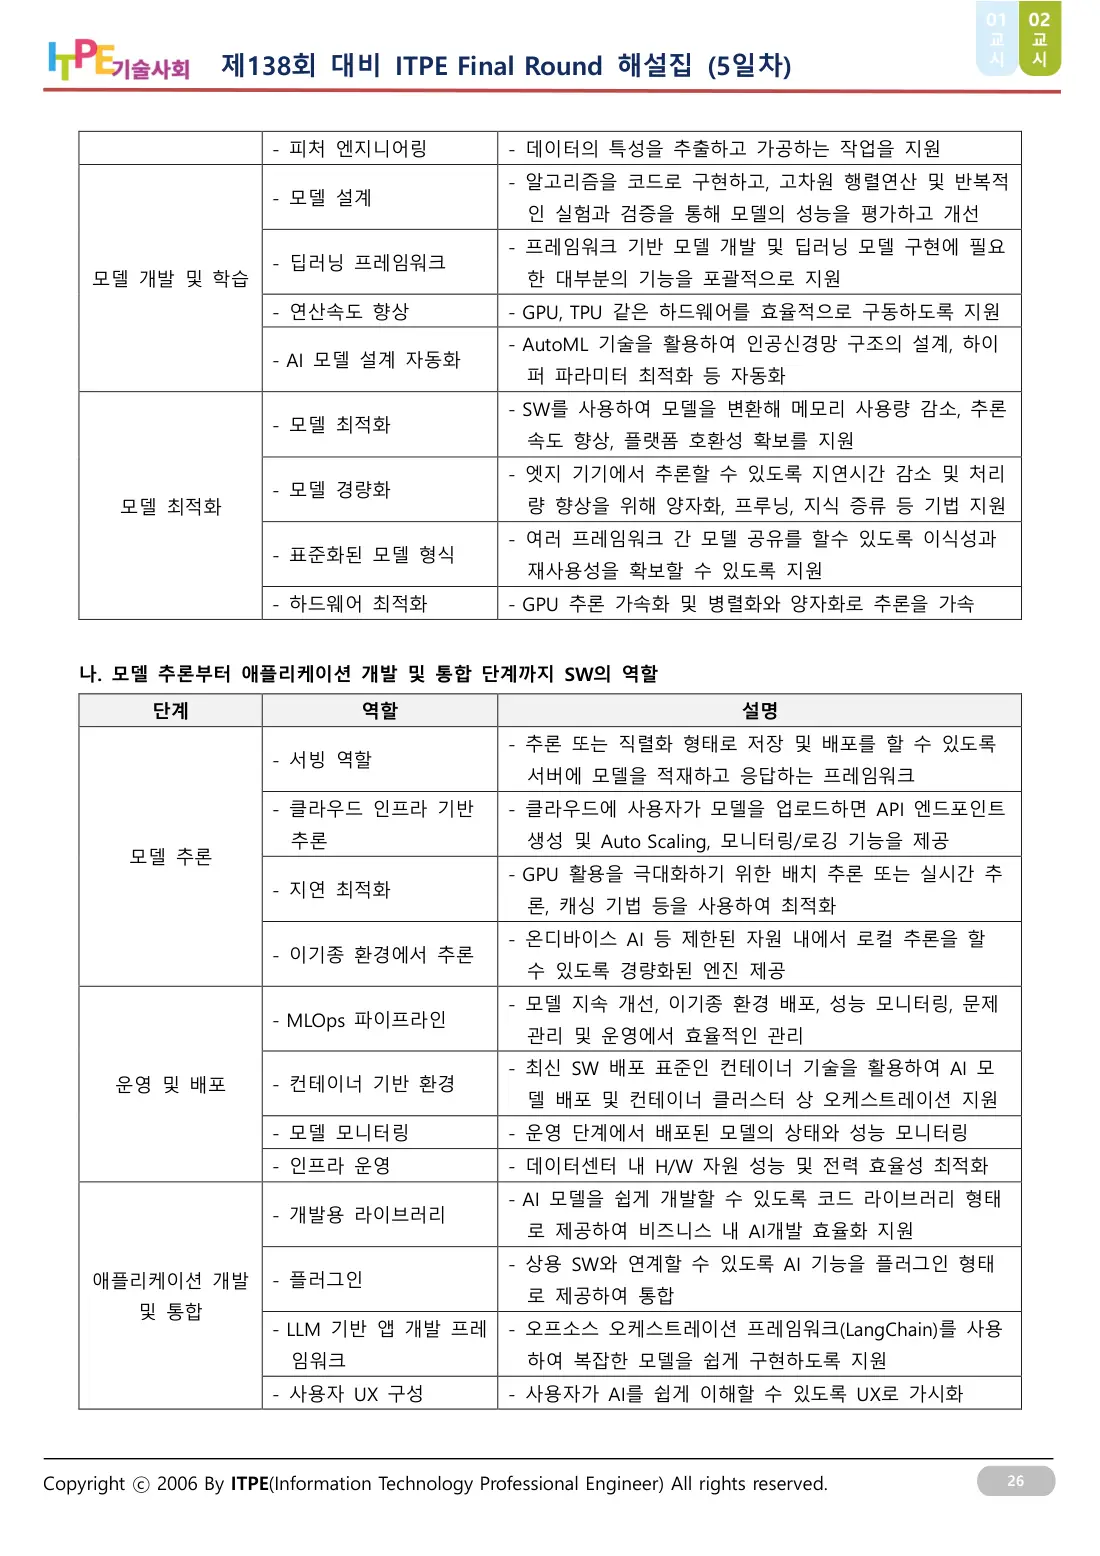 01
교
시
02
교
시
ITPE기술사회 제138회 대비 ITPE Final Round 해설집 (5일차)
- 피처 엔지니어링
- 데이터의 특성을 추출하고 가공하는 작업을 지원
모델 개발 및 학습
- 모델 설계
- 알고리즘을 코드로 구현하고, 고차원 행렬연산 및 반복적
인 실험과 검증을 통해 모델의 성능을 평가하고 개선
- 딥러닝 프레임워크
- 프레임워크 기반 모델 개발 및 딥러닝 모델 구현에 필요
한 대부분의 기능을 포괄적으로 지원
- 연산속도 향상
- GPU, TPU 같은 하드웨어를 효율적으로 구동하도록 지원
- AI 모델 설계 자동화
- AutoML 기술을 활용하여 인공신경망 구조의 설계, 하이
퍼 파라미터 최적화 등 자동화
모델 최적화
- 모델 최적화
- SW를 사용하여 모델을 변환해 메모리 사용량 감소, 추론
속도 향상, 플랫폼 호환성 확보를 지원
- 모델 경량화
- 엣지 기기에서 추론할 수 있도록 지연시간 감소 및 처리
량 향상을 위해 양자화, 프루닝, 지식 증류 등 기법 지원
- 표준화된 모델 형식
- 여러 프레임워크 간 모델 공유를 할수 있도록 이식성과
재사용성을 확보할 수 있도록 지원
- 하드웨어 최적화
- GPU 추론 가속화 및 병렬화와 양자화로 추론을 가속
나. 모델 추론부터 애플리케이션 개발 및 통합 단계까지 SW의 역할
단계
역할
설명
모델 추론
- 서빙 역할
- 추론 또는 직렬화 형태로 저장 및 배포를 할 수 있도록
서버에 모델을 적재하고 응답하는 프레임워크
- 클라우드 인프라 기반
추론
- 클라우드에 사용자가 모델을 업로드하면 API 엔드포인트
생성 및 Auto Scaling, 모니터링/로깅 기능을 제공
- 지연 최적화
- GPU 활용을 극대화하기 위한 배치 추론 또는 실시간 추
론, 캐싱 기법 등을 사용하여 최적화
- 이기종 환경에서 추론
- 온디바이스 AI 등 제한된 자원 내에서 로컬 추론을 할
수 있도록 경량화된 엔진 제공
운영 및 배포
- MLOps 파이프라인
- 모델 지속 개선, 이기종 환경 배포, 성능 모니터링, 문제
관리 및 운영에서 효율적인 관리
- 컨테이너 기반 환경
- 최신 SW 배포 표준인 컨테이너 기술을 활용하여 AI 모
델 배포 및 컨테이너 클러스터 상 오케스트레이션 지원
- 모델 모니터링
- 운영 단계에서 배포된 모델의 상태와 성능 모니터링
- 인프라 운영
- 데이터센터 내 H/W 자원 성능 및 전력 효율성 최적화
애플리케이션 개발
및 통합
- 개발용 라이브러리
- AI 모델을 쉽게 개발할 수 있도록 코드 라이브러리 형태
로 제공하여 비즈니스 내 AI개발 효율화 지원
- 플러그인
- 상용 SW와 연계할 수 있도록 AI 기능을 플러그인 형태
로 제공하여 통합
- LLM 기반 앱 개발 프레
임워크
- 오프소스 오케스트레이션 프레임워크(LangChain)를 사용
하여 복잡한 모델을 쉽게 구현하도록 지원
- 사용자 UX 구성
- 사용자가 AI를 쉽게 이해할 수 있도록 UX로 가시화
Copyright ⓒ 2006 By ITPE(Information Technology Professional Engineer) All rights reserved.
26